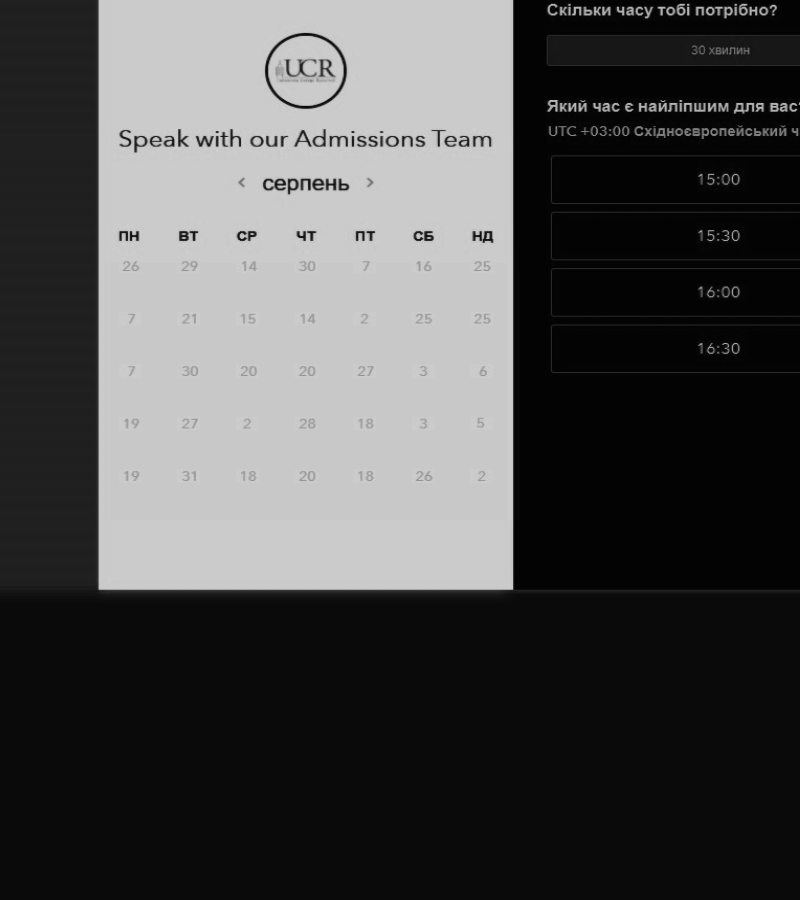 UCR
Speak with our Admissions Team
< серпень >
ПН ВТ СР ЧТ ПТ СБ НД
26 29 14 30 7 16 25
7 21 15 14 2 25 25
7 30 20 20 27 3 6
19 27 2 28 18 3 5
19 31 18 20 18 26 2
Скільки часу тобі потрібно?
30 хвилин
Який час є найліпшим для вас?
UTC +03:00 Східноєвропейський ч
15:00
15:30
16:00
16:30